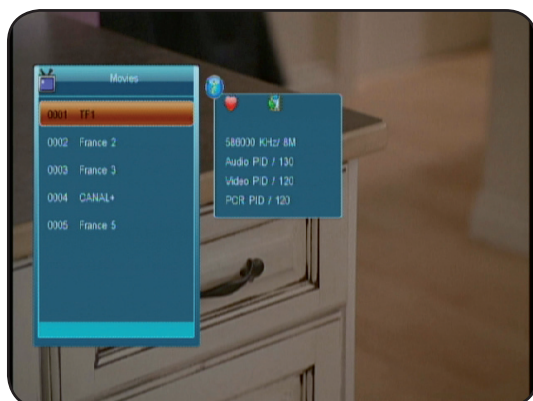 Movies
0001 TF1
0002 France 2
0003 France 3
0004 CANAL+
0005 France 5
586000 KHz/ 8M
Audio PID / 130
Video PID / 120
PCR PID / 120